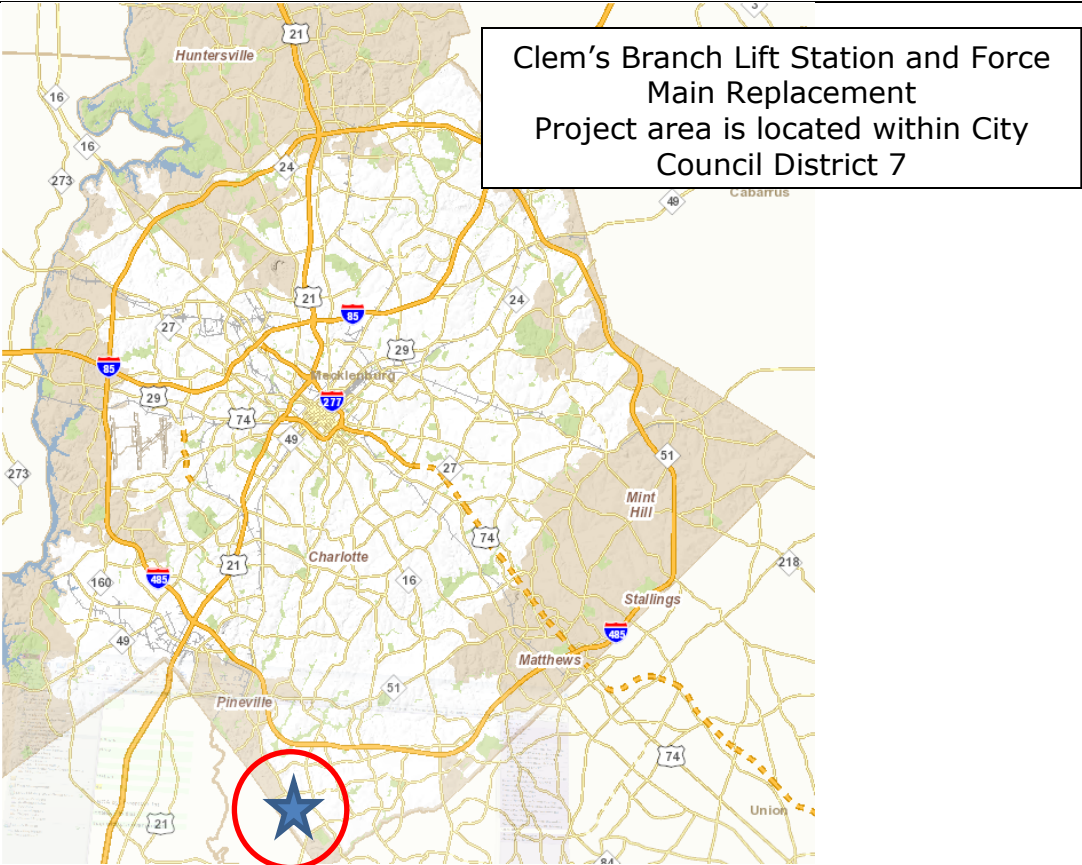 Clem's Branch Lift Station and Force
Main Replacement
Project area is located within City
Council District 7
3
21
Huntersville
16
16
24
273
49
Cabarrus
21
24
85
27
29
85
Mecklenburg
29
277
74
49
27
51
273
Mint
Hill
74
21
Charlotte
16
218
485
160
Stallings
485
49
Matthews
51
Pineville
74
21
Union
84